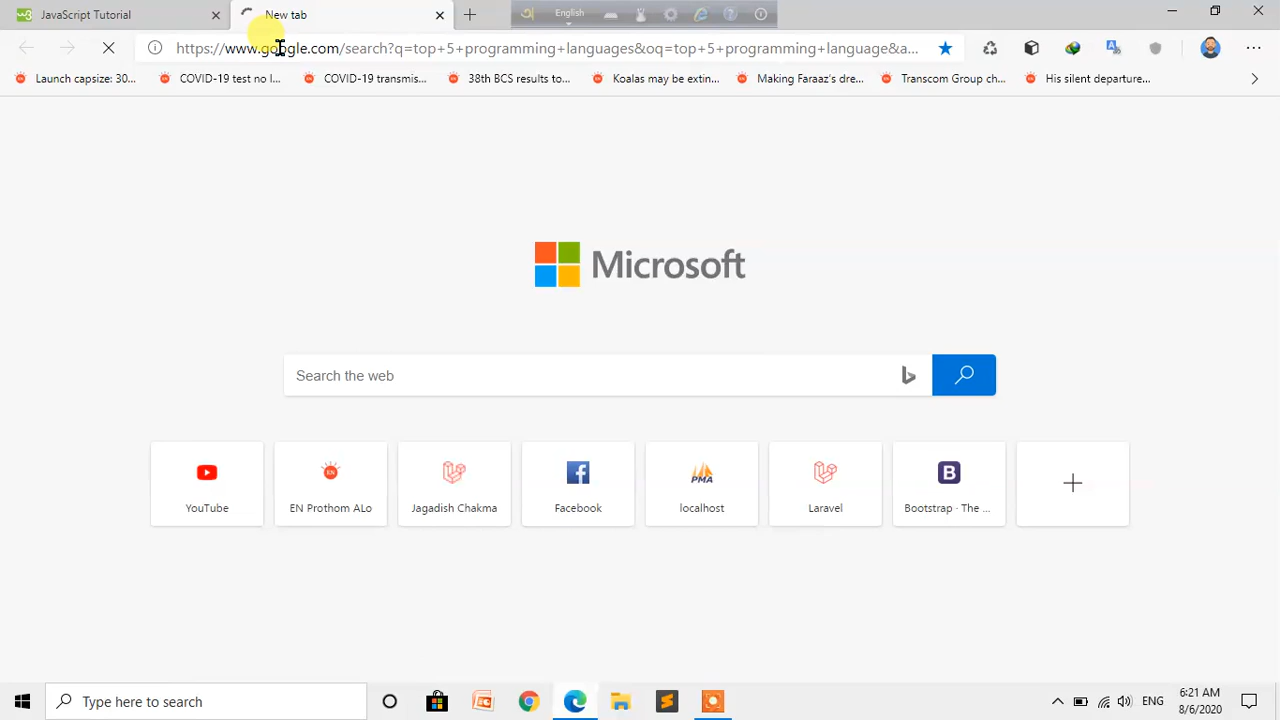 JavaScript Tutorial
New tab
English
https://www.google.com/search?q=top+5+programming+languages&oq=top+5+programming+language&a...
Launch capsize: 30...
COVID-19 test no l...
COVID-19 transmis...
38th BCS results to...
Koalas may be extin...
Making Faraaz's dre...
Transcom Group ch...
His silent departure...
Microsoft
Search the web
YouTube
EN Prothom ALo
Jagadish Chakma
Facebook
PMA
localhost
Laravel
B
Bootstrap · The ...
Type here to search
ENG
6:21 AM
8/6/2020